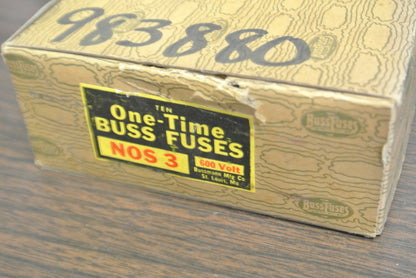 983880
TEN
One-Time
BUSS FUSES
NOS 3
600 Volt
Bussmann Mfg Co
St. Louis, Mo
BUSSFUSES
BUSSFUSES